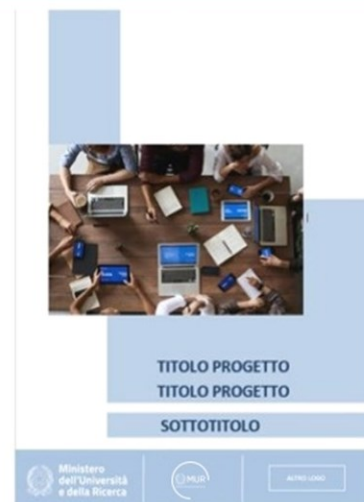 TITOLO PROGETTO
TITOLO PROGETTO
SOTTOTITOLO
Ministero
dell'Università
e della Ricerca
MUR
ALTRO LOGO